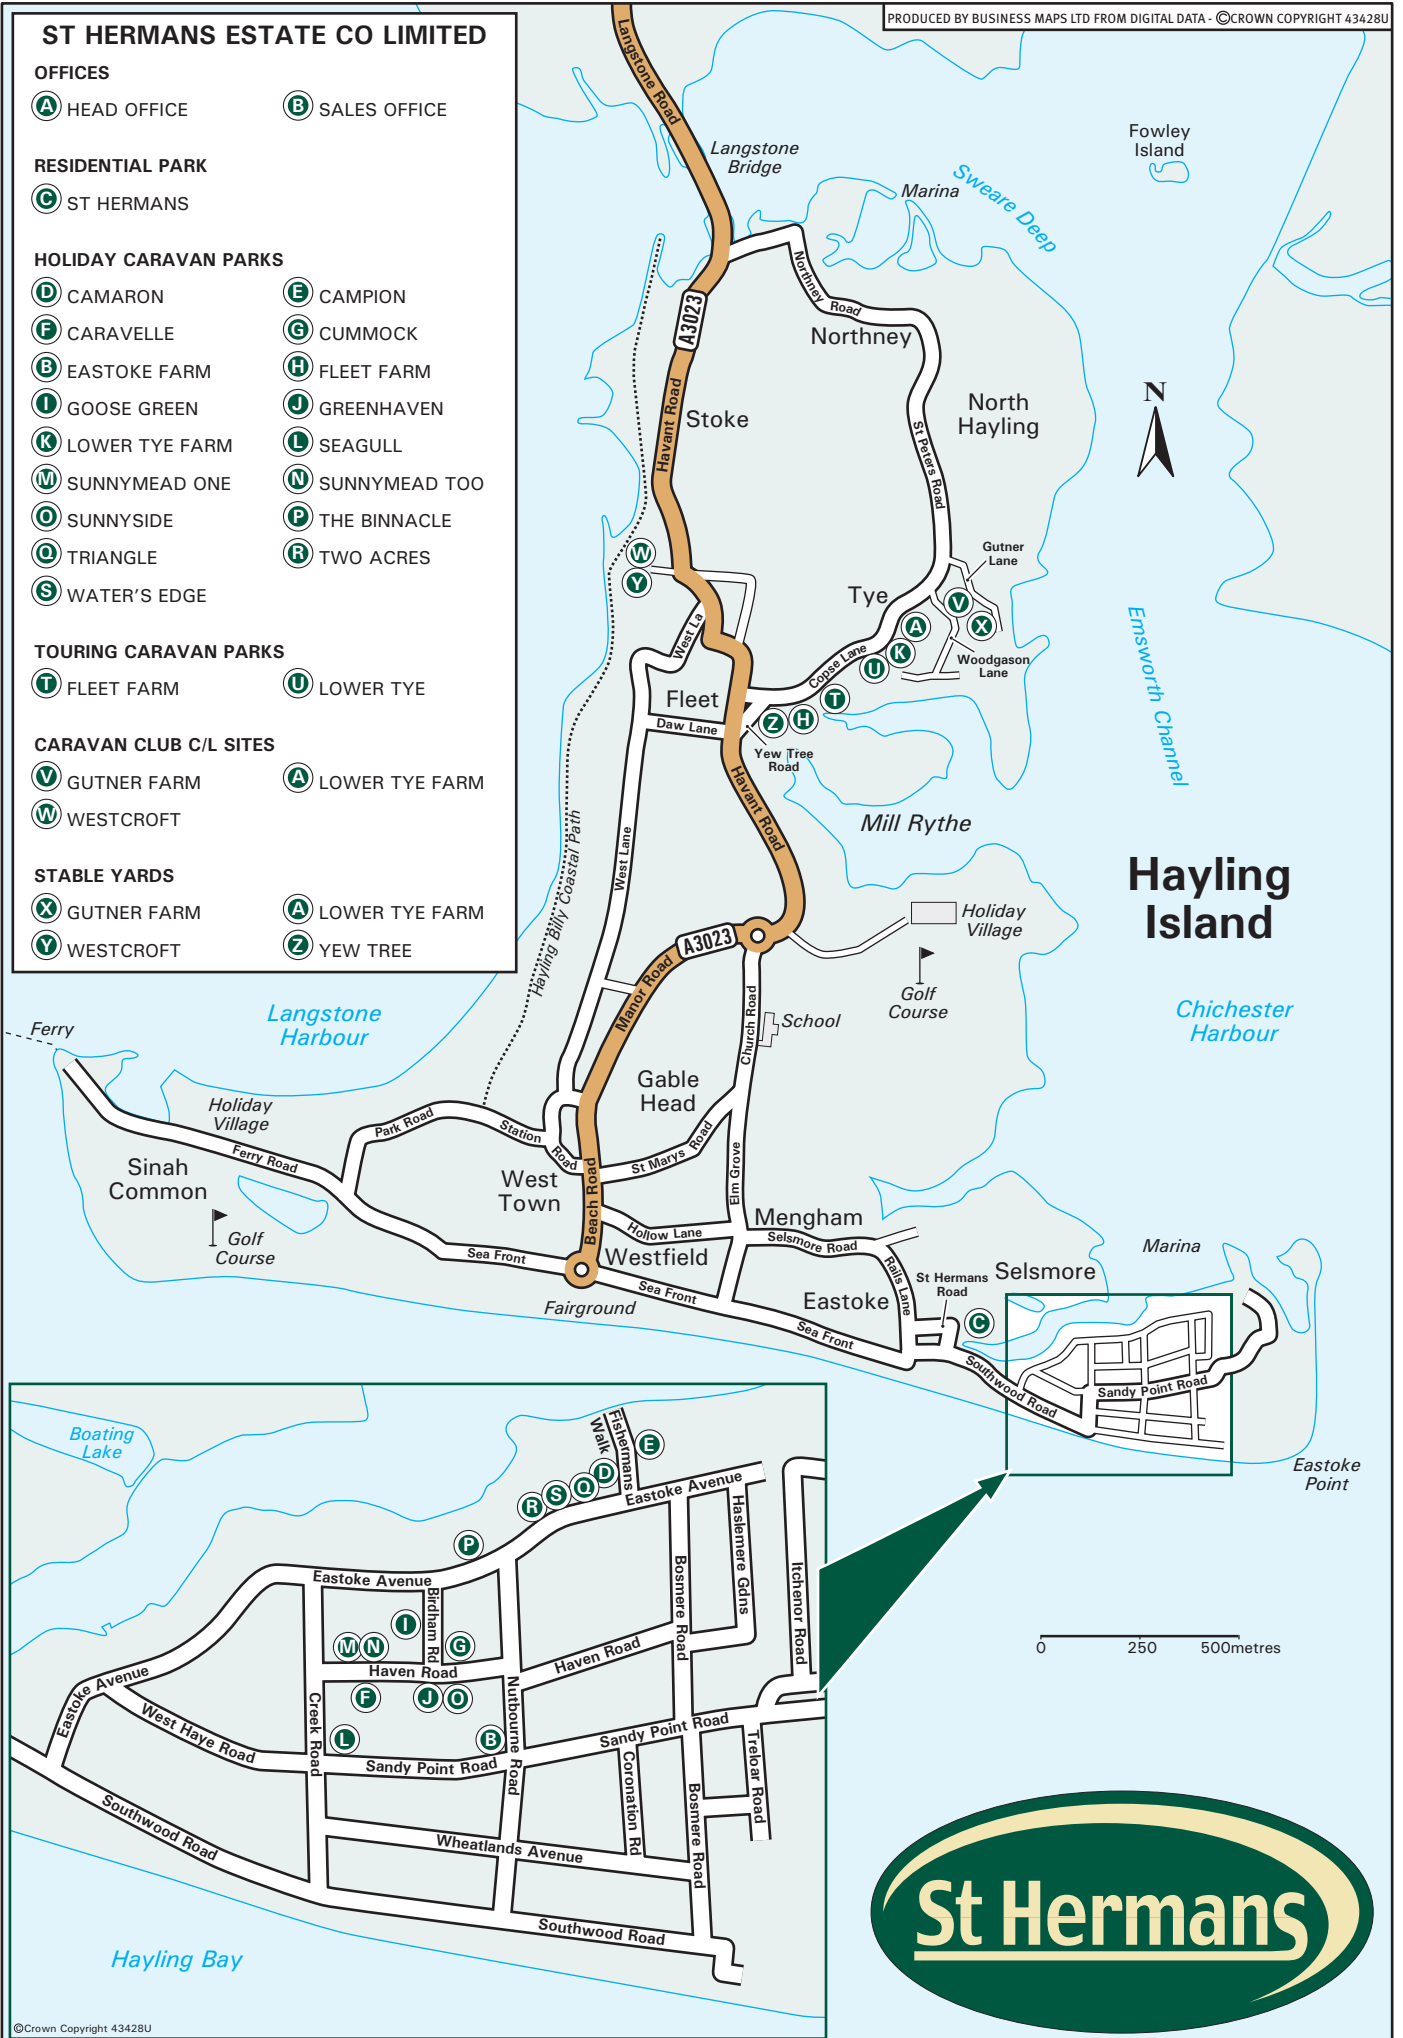 PRODUCED BY BUSINESS MAPS LTD FROM DIGITAL DATA - ©CROWN COPYRIGHT 43428U
ST HERMANS ESTATE CO LIMITED
OFFICES
A HEAD OFFICE
B SALES OFFICE
RESIDENTIAL PARK
C ST HERMANS
HOLIDAY CARAVAN PARKS
D CAMARON
E CAMPION
F CARAVELLE
G CUMMOCK
B EASTOKE FARM
H FLEET FARM
I GOOSE GREEN
J GREENHAVEN
K LOWER TYE FARM
L SEAGULL
M SUNNYMEAD ONE
N SUNNYMEAD TOO
O SUNNYSIDE
P THE BINNACLE
Q TRIANGLE
R TWO ACRES
S WATER'S EDGE
TOURING CARAVAN PARKS
T FLEET FARM
U LOWER TYE
CARAVAN CLUB C/L SITES
V GUTNER FARM
A LOWER TYE FARM
W WESTCROFT
STABLE YARDS
X GUTNER FARM
A LOWER TYE FARM
Y WESTCROFT
Z YEW TREE
Langstone Road
Langstone
Bridge
Marina
Sweare Deep
Fowley
Island
Northney
Road
Northney
A3023
Havant Road
Stoke
North
Hayling
N
St Peters Road
Gutner
Lane
W
Y
Tye
V
X
A
K
U
Woodgason
Lane
West La
Copse Lane
T
H
Z
Fleet
Daw Lane
Yew Tree
Road
Emsworth Channel
Havant Road
Mill Rythe
West Lane
Hayling Billy Coastal Path
Hayling
Island
Holiday
Village
A3023
Manor Road
Golf
Course
Church Road
School
Chichester
Harbour
Langstone
Harbour
Ferry
Gable
Head
Holiday
Village
Park Road
Station
Road
St Marys
Road
Ferry Road
Sinah
Common
West
Town
Beach Road
Elm Grove
Golf
Course
Hollow Lane
Mengham
Selsmore Road
Sea Front
Westfield
Rails Lane
St Hermans
Road
Selsmore
Marina
Fairground
Sea Front
Eastoke
C
Sea Front
Southwood Road
Sandy Point Road
Eastoke
Point
Boating
Lake
Fishermans
Walk
E
D
Q
S
R
Eastoke Avenue
P
Haslemere Gdns
Eastoke Avenue
Birdham Rd
Bosmere Road
Itchenor Road
I
M
N
G
Haven Road
Haven Road
Eastoke Avenue
F
J
O
Creek Road
Nutbourne Road
West Haye Road
L
B
Sandy Point Road
Sandy Point Road
Coronation Rd
Bosmere Road
Treloar Road
Southwood Road
Wheatlands Avenue
Southwood Road
Hayling Bay
©Crown Copyright 43428U
0
250
500metres
St Hermans